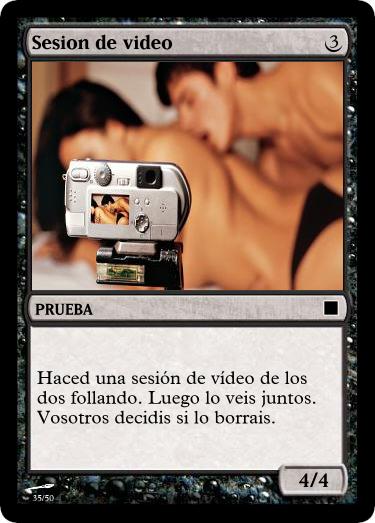 Sesion de video 3
PRUEBA
Haced una sesión de vídeo de los
dos follando. Luego lo veis juntos.
Vosotros decidis si lo borrais.
4/4
35/50